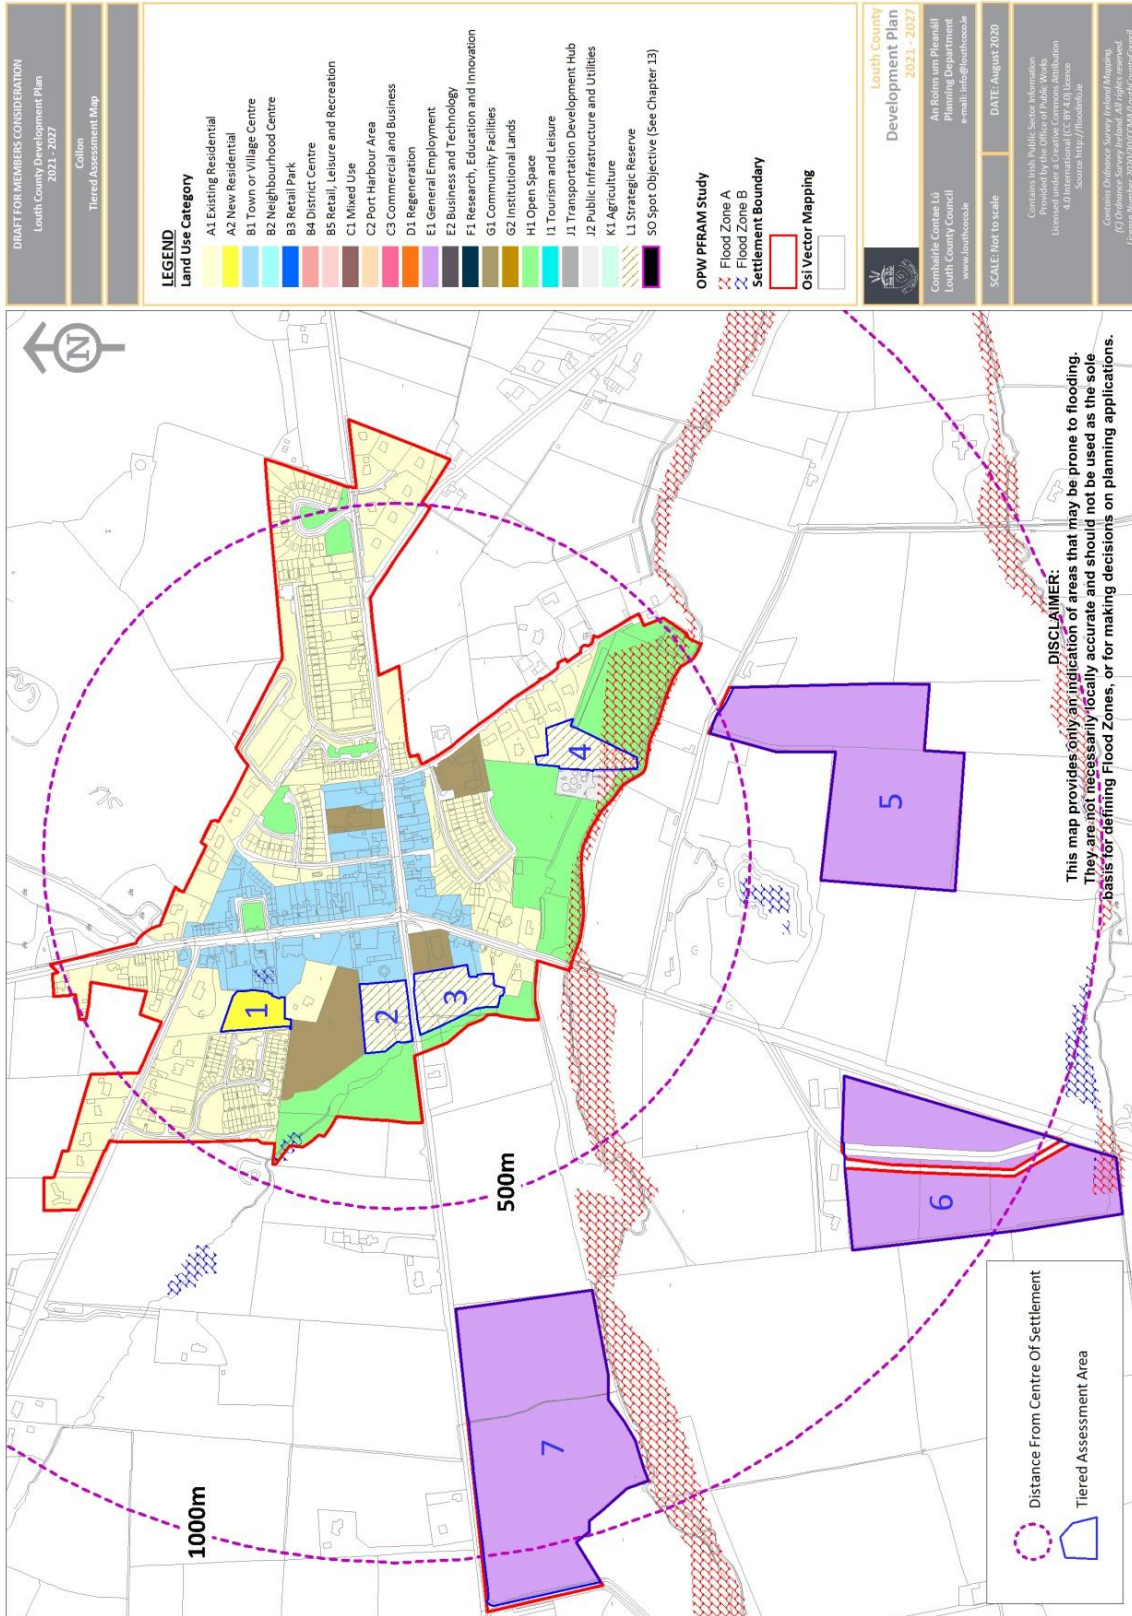 DRAFT FOR MEMBERS CONSIDERATION
Louth County Development Plan
2021 - 2027
Collon
Tiered Assessment Map
LEGEND
Land Use Category
A1 Existing Residential
A2 New Residential
B1 Town or Village Centre
B2 Neighbourhood Centre
B3 Retail Park
B4 District Centre
B5 Retail, Leisure and Recreation
C1 Mixed Use
C2 Port Harbour Area
C3 Commercial and Business
D1 Regeneration
E1 General Employment
E2 Business and Technology
F1 Research, Education and Innovation
G1 Community Facilities
G2 Institutional Lands
H1 Open Space
I1 Tourism and Leisure
J1 Transportation Development Hub
J2 Public Infrastructure and Utilities
K1 Agriculture
L1 Strategic Reserve
SO Spot Objective (See Chapter 13)
OPW PFRAM Study
Flood Zone A
Flood Zone B
Settlement Boundary
Osi Vector Mapping
Louth County
Development Plan
2021 - 2027
Comhairle Contae Lú
Louth County Council
www.louthcoco.ie
An Roinn um Pleanáil
Planning Department
e-mail: info@louthcoco.ie
SCALE: Not to scale
DATE: August 2020
Contains Irish Public Sector Information
Provided by the Office of Public Works
Licensed under a Creative Commons Attribution
4.0 International (CC BY 4.0) Licence
Source http://floodinfo.ie
Contains Ordnance Survey Ireland Mapping.
(C) Ordnance Survey Ireland. All rights reserved.
N
1
2
3
4
5
6
7
500m
1000m
DISCLAIMER:
This map provides only an indication of areas that may be prone to flooding.
They are not necessarily locally accurate and should not be used as the sole
basis for defining Flood Zones, or for making decisions on planning applications.
Distance From Centre Of Settlement
Tiered Assessment Area